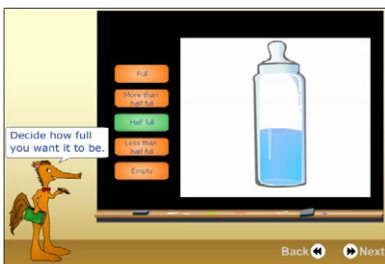 Full
More than
half full
Half full
Less than
half full
Empty
Decide how full
you want it to be.
Back
Next